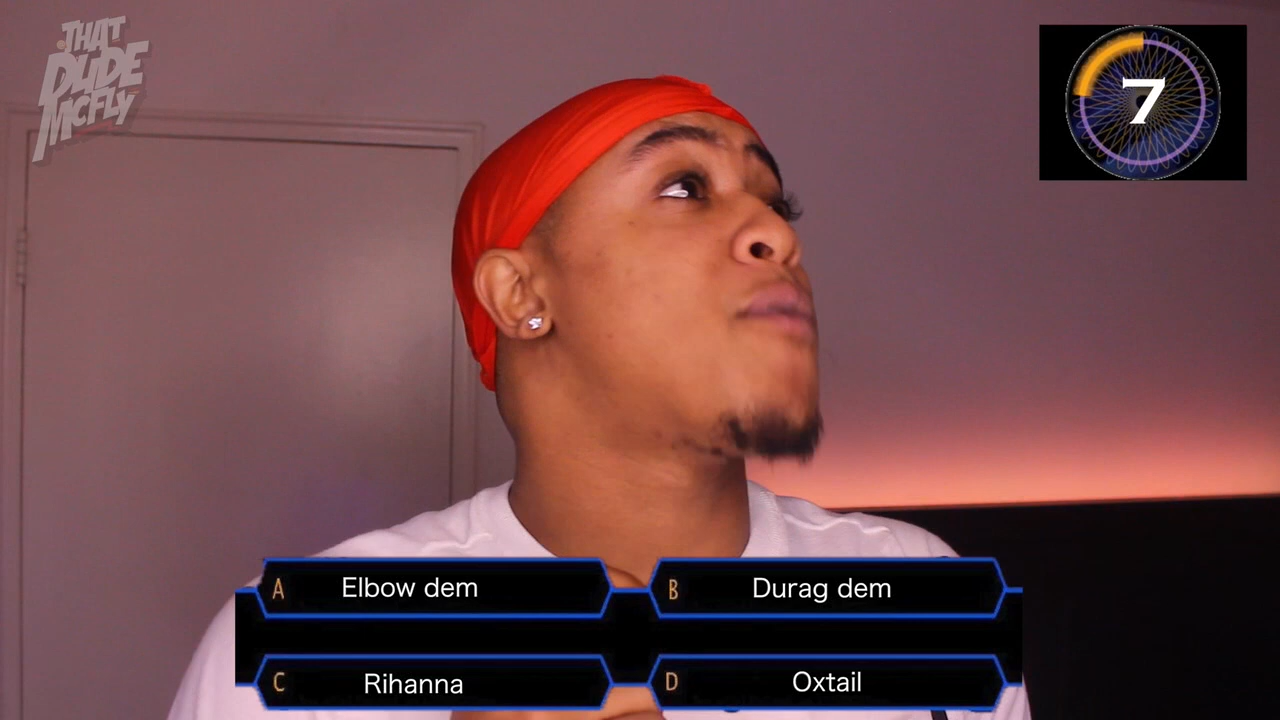 THAT
DUDE
MCFLY
7
A Elbow dem
B Durag dem
C Rihanna
D Oxtail